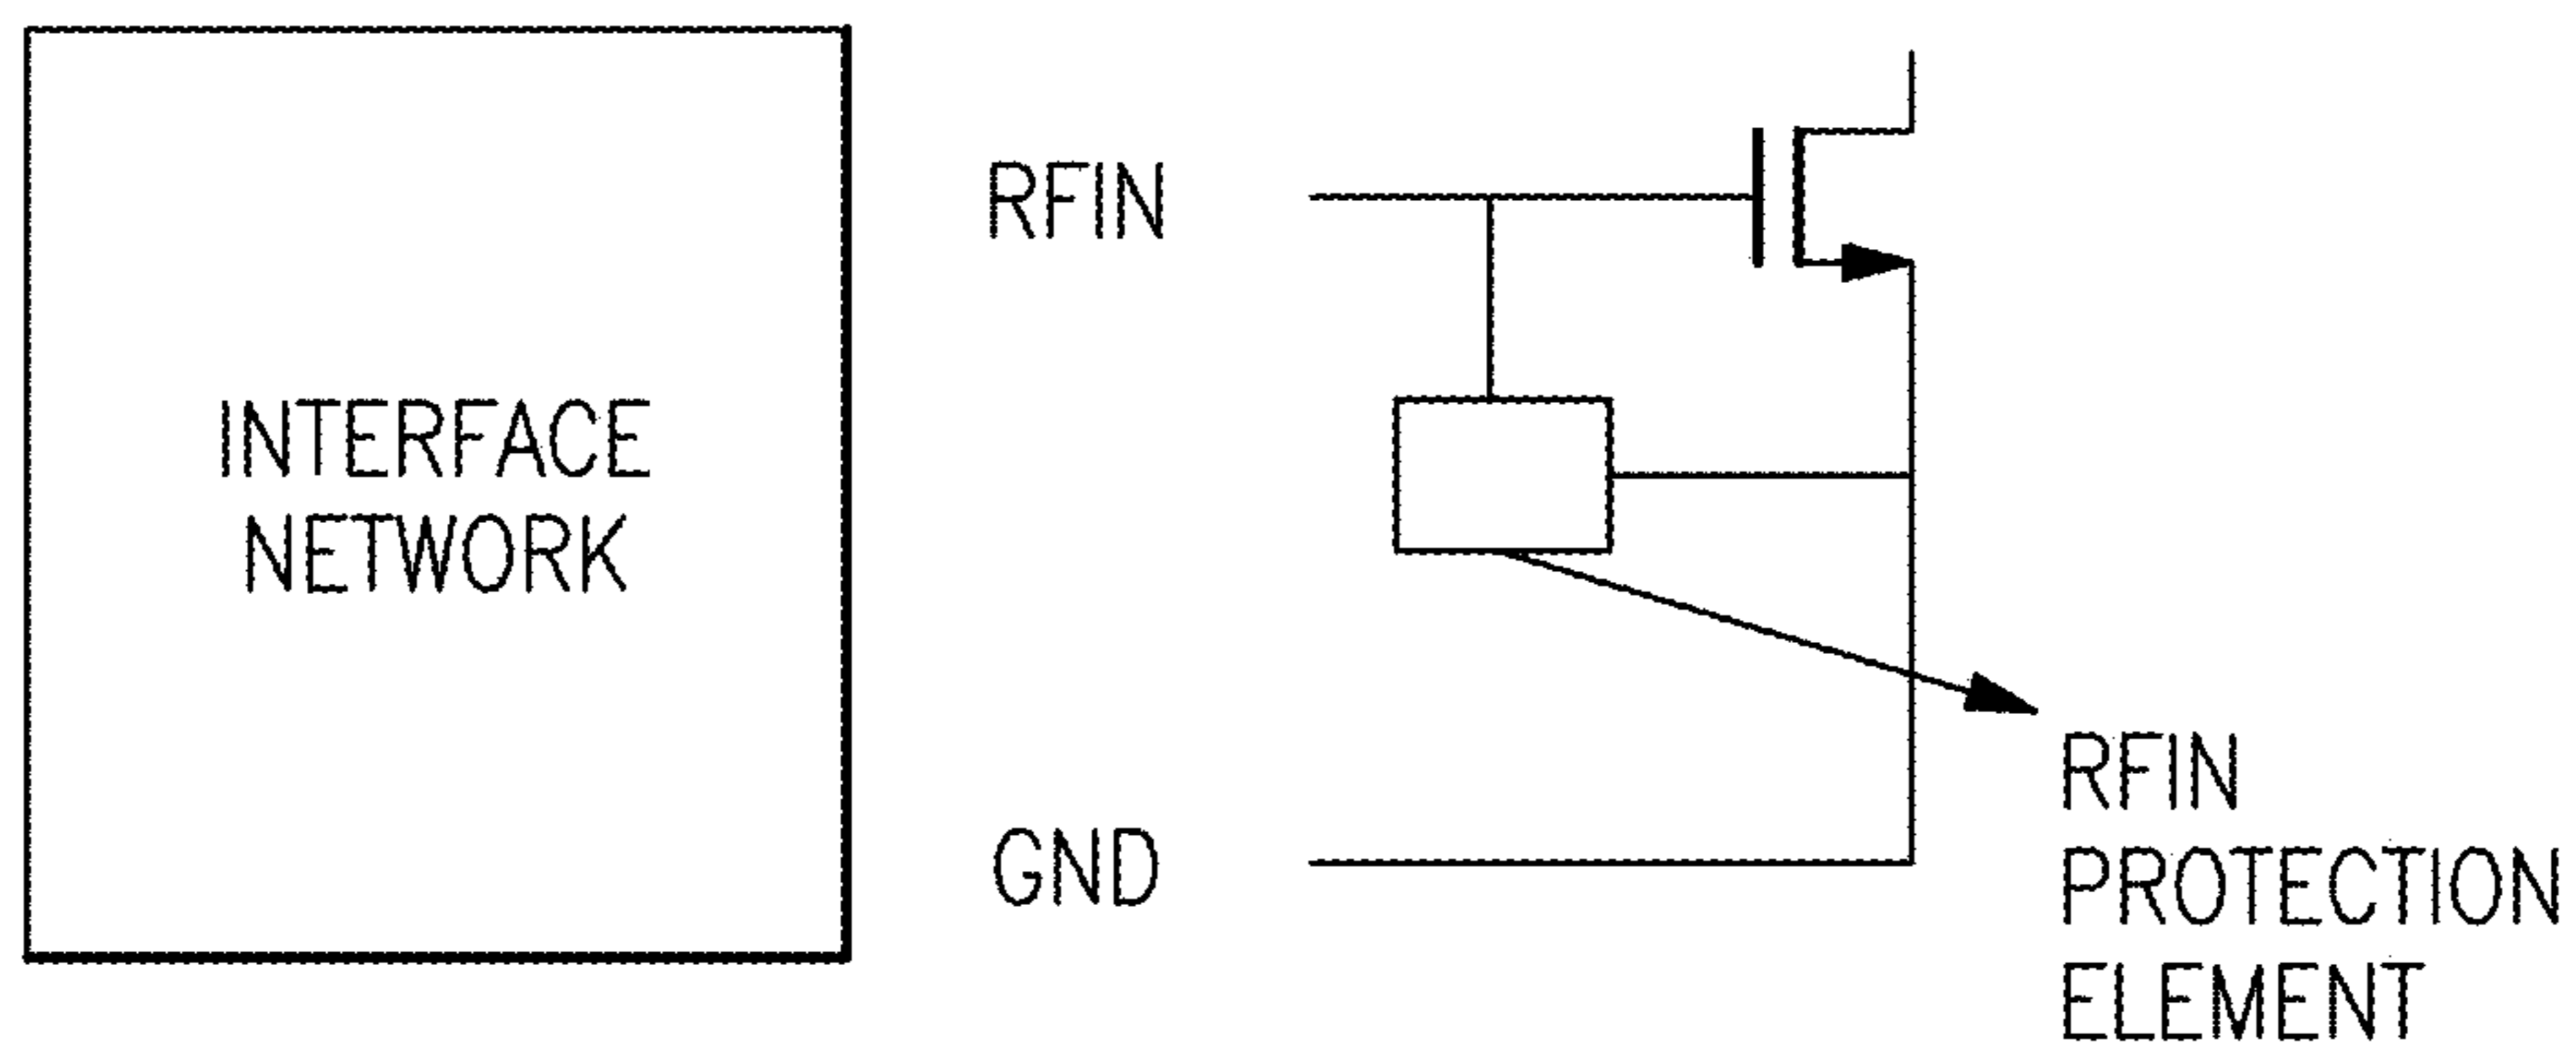 INTERFACE
NETWORK
RFIN
GND
RFIN
PROTECTION
ELEMENT